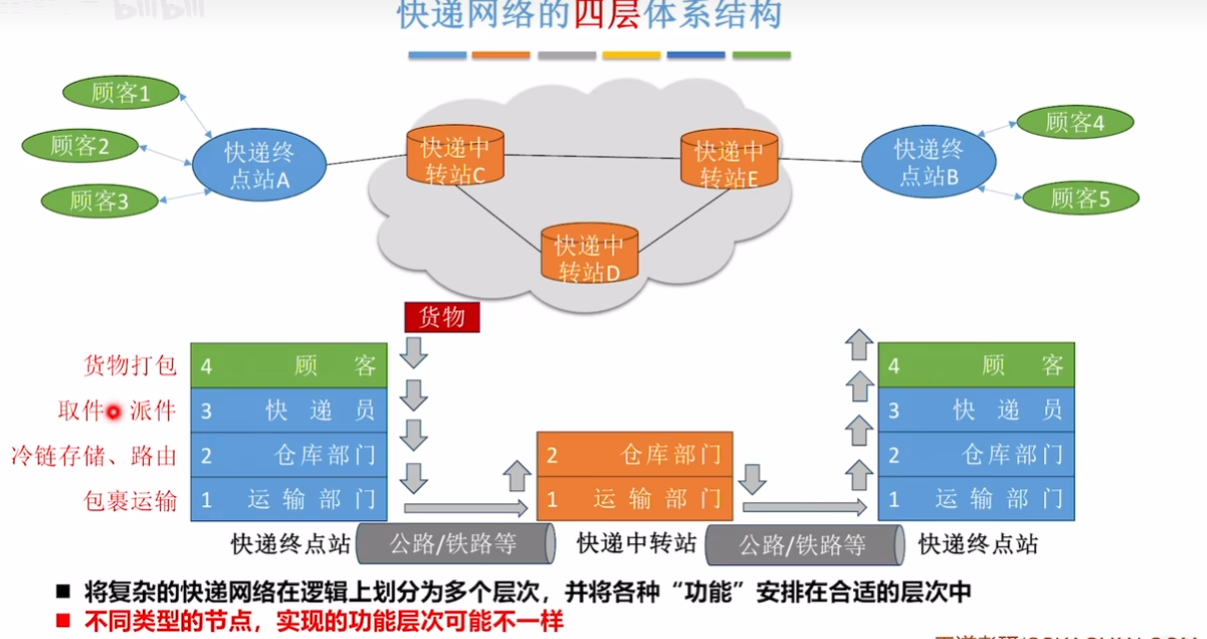 bilibili
快递网络的四层体系结构
顾客1
顾客2
顾客3
快递终
点站A
快递中
转站C
快递中
转站E
快递中
转站D
快递终
点站B
顾客4
顾客5
货物
货物打包
4 顾 客
取件 派件
3 快 递 员
冷链存储、路由
2 仓库部门
包裹运输
1 运 输 部 门
2 仓库部门
1 运 输 部 门
4 顾 客
3 快 递 员
2 仓库部门
1 运 输 部 门
快递终点站
公路/铁路等
快递中转站
公路/铁路等
快递终点站
■ 将复杂的快递网络在逻辑上划分为多个层次，并将各种“功能”安排在合适的层次中
■ 不同类型的节点，实现的功能层次可能不一样